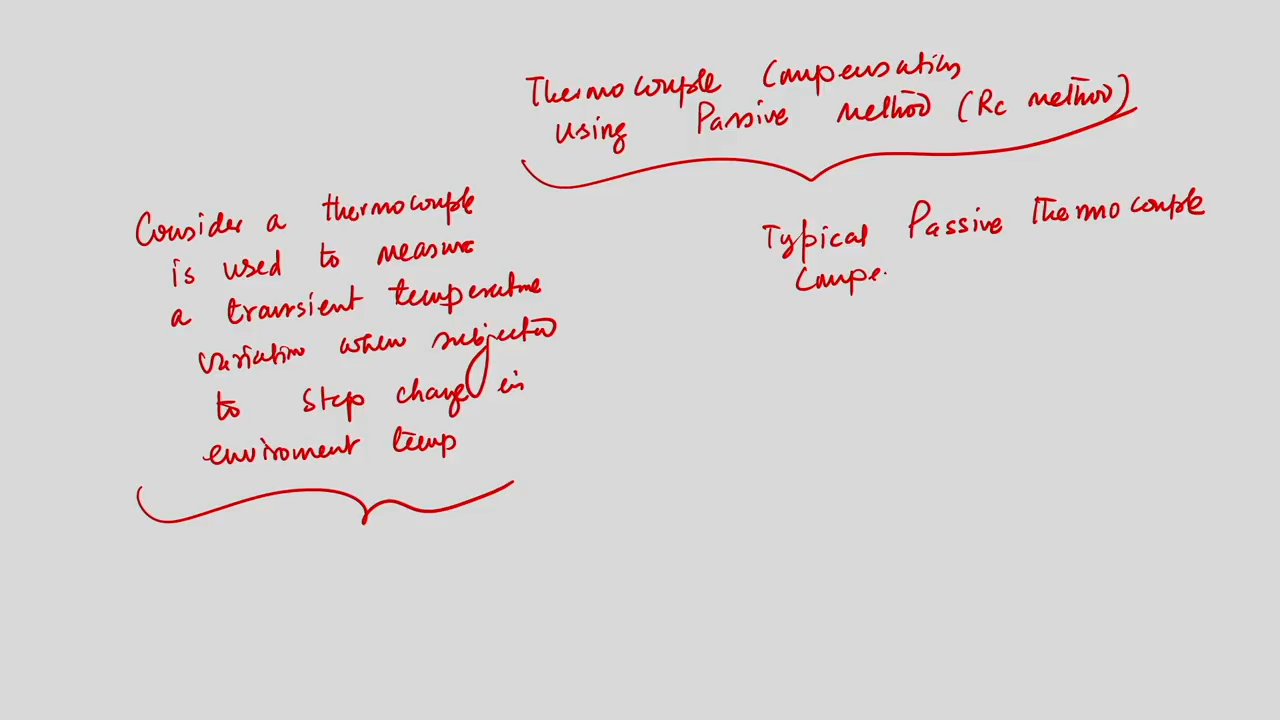 Thermocouple Compensation
using Passive method (Rc method)
Consider a thermocouple
is used to measure
a transient temperature
variation when subjected
to step change in
enviroment temp
Typical Passive thermocouple
Compe